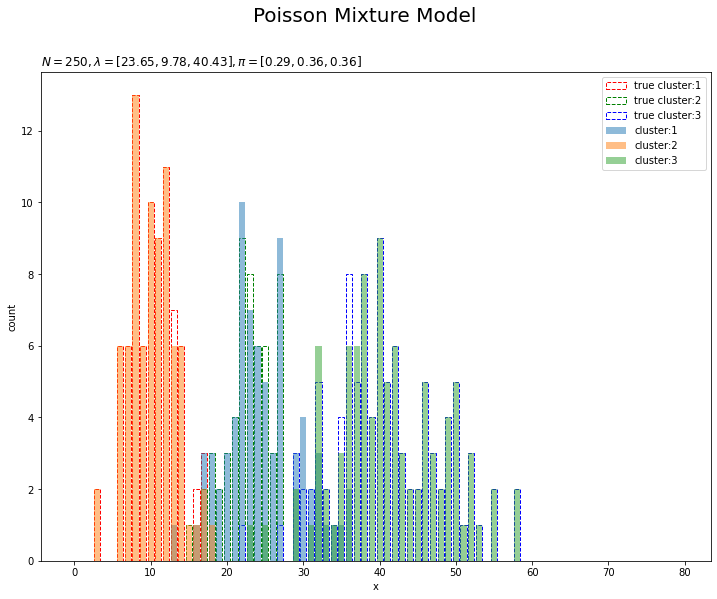 Poisson Mixture Model
N = 250, λ = [23.65, 9.78, 40.43], π = [0.29, 0.36, 0.36]
true cluster:1
true cluster:2
true cluster:3
cluster:1
cluster:2
cluster:3
12
10
8
6
4
2
0
count
0 10 20 30 40 50 60 70 80
x